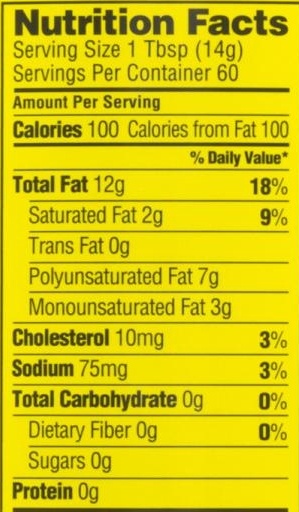 Nutrition Facts
Serving Size 1 Tbsp (14g)
Servings Per Container 60
Amount Per Serving
Calories 100 Calories from Fat 100
% Daily Value*
Total Fat 12g 18%
Saturated Fat 2g 9%
Trans Fat 0g
Polyunsaturated Fat 7g
Monounsaturated Fat 3g
Cholesterol 10mg 3%
Sodium 75mg 3%
Total Carbohydrate 0g 0%
Dietary Fiber 0g 0%
Sugars 0g
Protein 0g